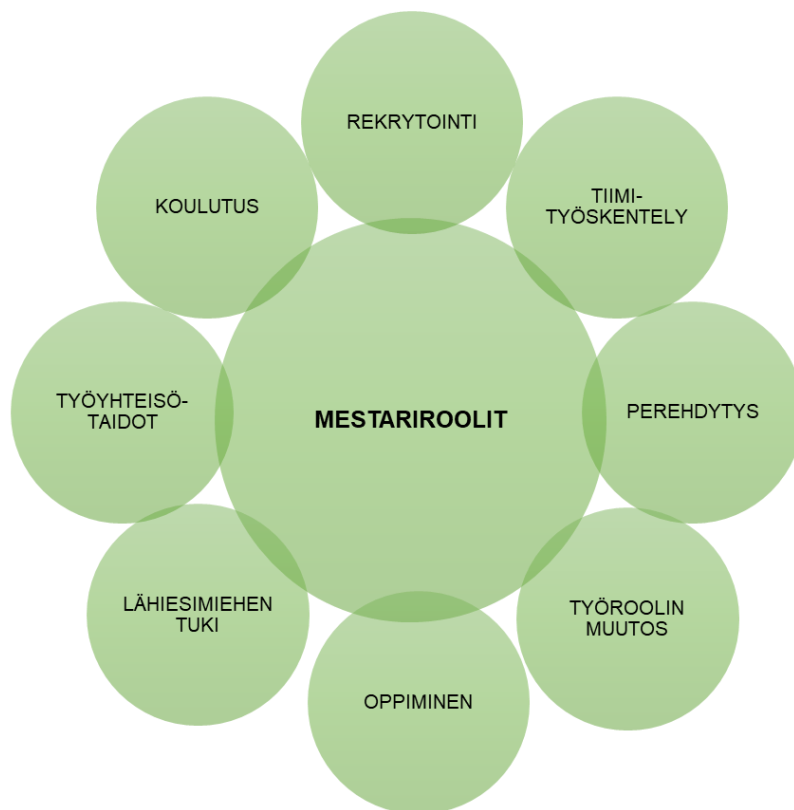 REKRYTOINTI
TIIMI-
TYÖSKENTELY
KOULUTUS
TYÖYHTEISÖ-
TAIDOT
MESTARIROOLIT
PEREHDYTYS
LÄHIESIMIEHEN
TUKI
TYÖROOLIN
MUUTOS
OPPIMINEN